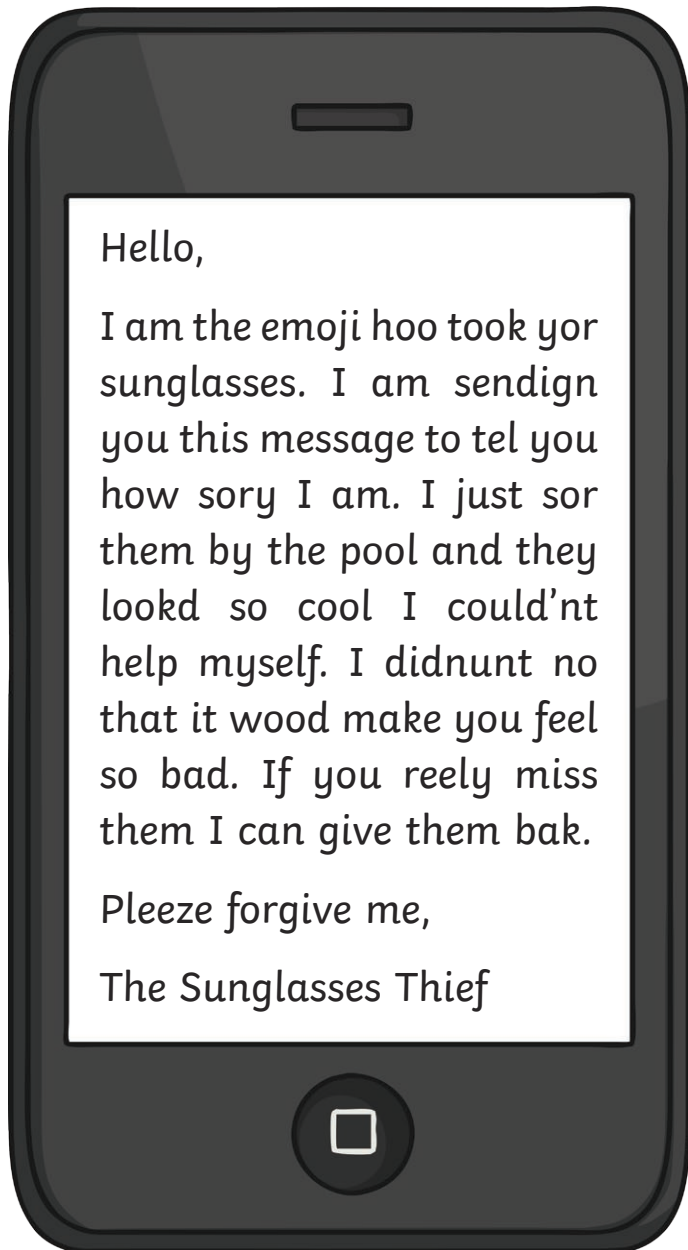 Hello,
I am the emoji hoo took yor
sunglasses. I am sendign
you this message to tel you
how sory I am. I just sor
them by the pool and they
lookd so cool I could'nt
help myself. I didnunt no
that it wood make you feel
so bad. If you reely miss
them I can give them bak.
Pleeze forgive me,
The Sunglasses Thief